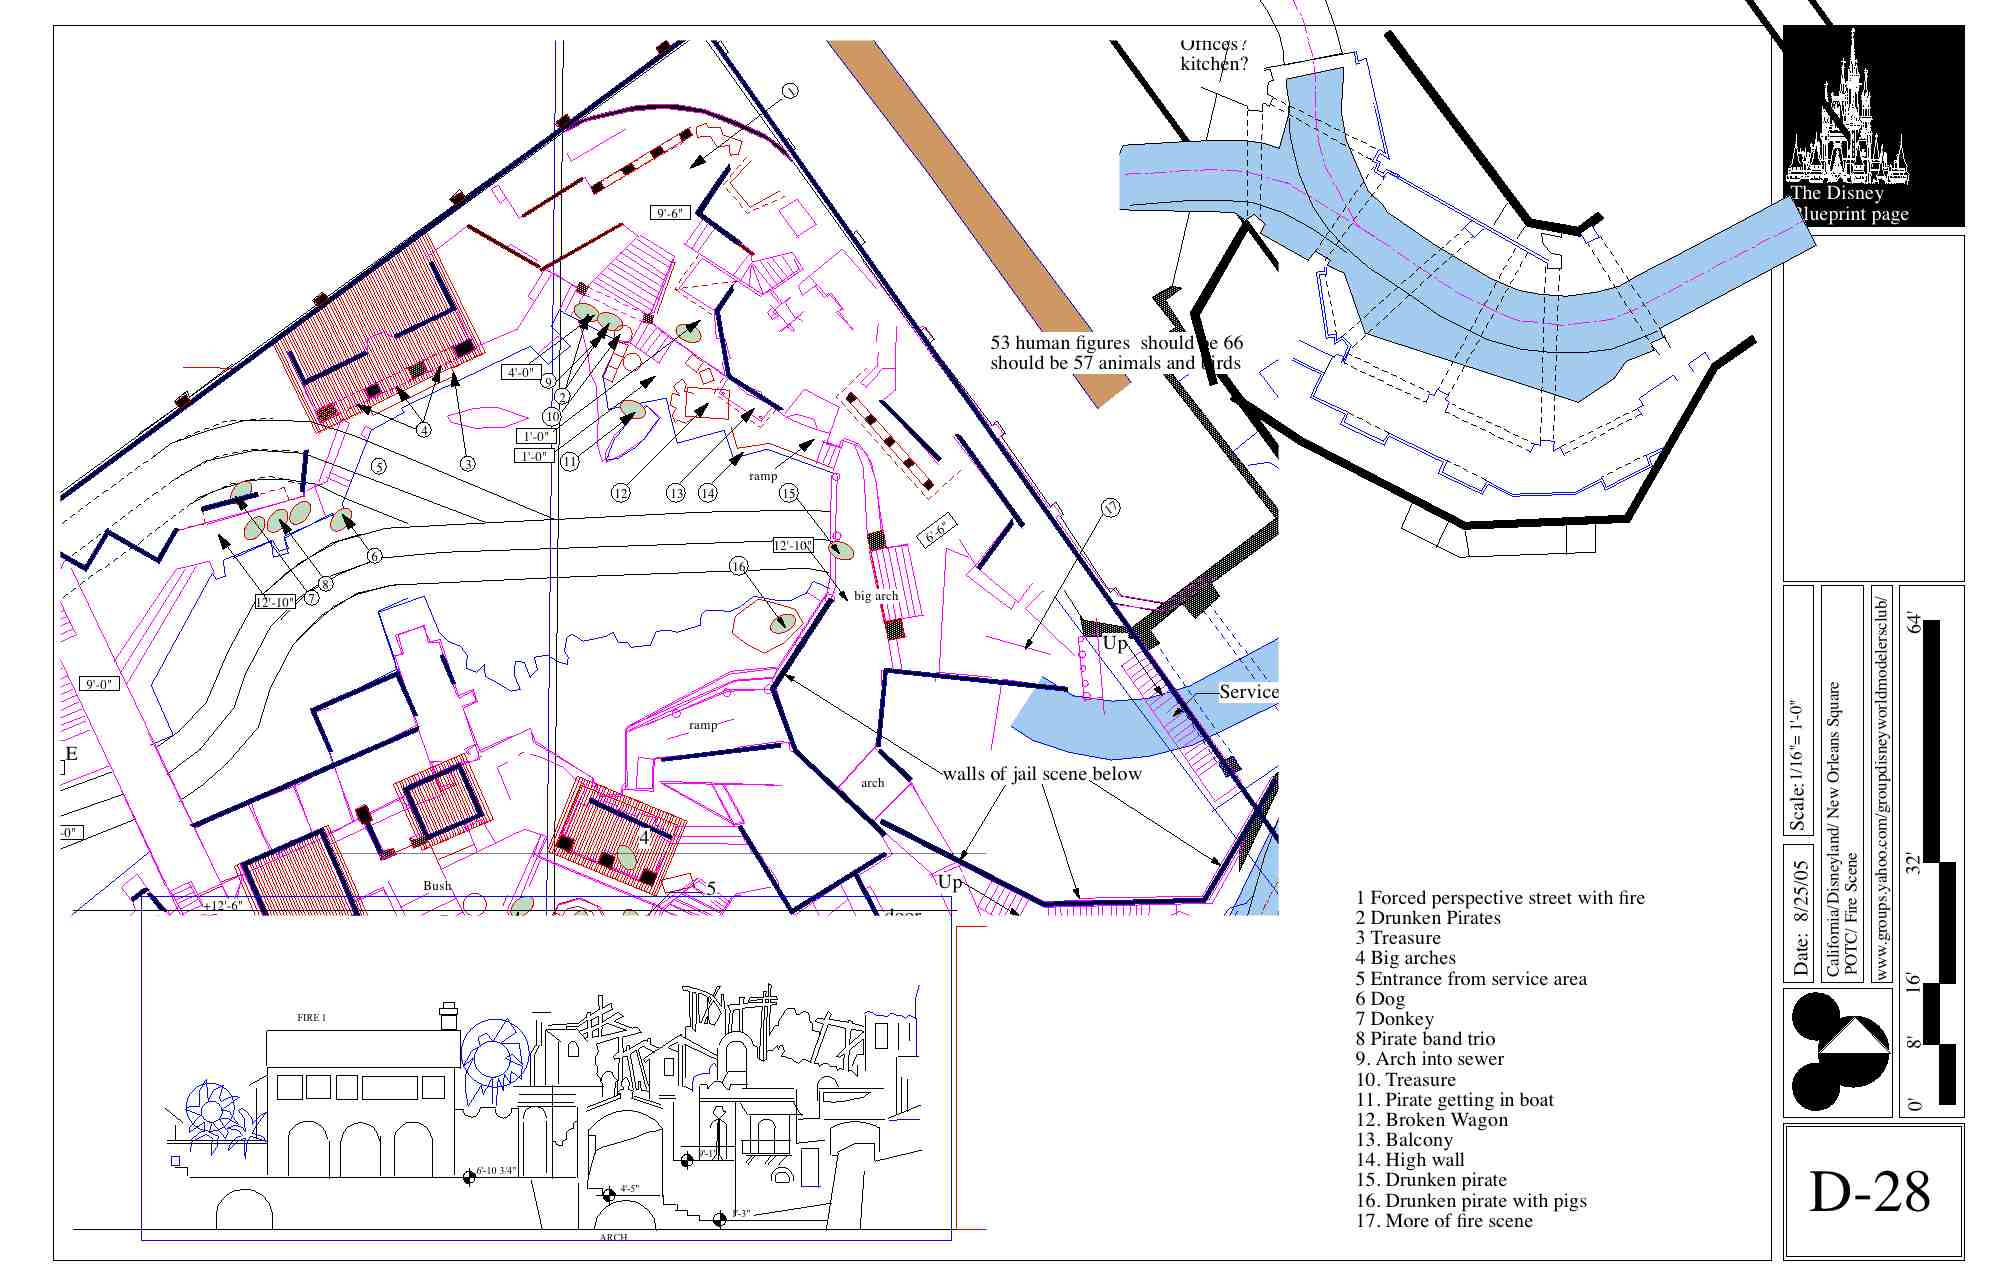 Offices?
kitchen?
The Disney
Blueprint page
1
9'-6"
53 human figures should be 66
should be 57 animals and birds
4'-0"
9
2
10
1'-0"
1'-0"
11
4
3
5
12
13
14
ramp
15
17
6'-6"
12'-10"
16
6
8
7
12'-10"
big arch
Up
Service
9'-0"
E
ramp
arch
walls of jail scene below
-0"
4
5
Bush
Up
+12'-6"
4
door
FIRE 1
6'-10 3/4"
9'-1"
4'-5"
ARCH
1 Forced perspective street with fire
2 Drunken Pirates
3 Treasure
4 Big arches
5 Entrance from service area
6 Dog
7 Donkey
8 Pirate band trio
9. Arch into sewer
10. Treasure
11. Pirate getting in boat
12. Broken Wagon
13. Balcony
14. High wall
15. Drunken pirate
16. Drunken pirate with pigs
17. More of fire scene
Scale: 1/16"= 1'-0"
Date: 8/25/05
California/Disneyland/ New Orleans Square
POTC/ Fire Scene
www.groups.yahoo.com/groupdisneyworldmodelersclub/
64'
32'
16'
8'
0'
D-28